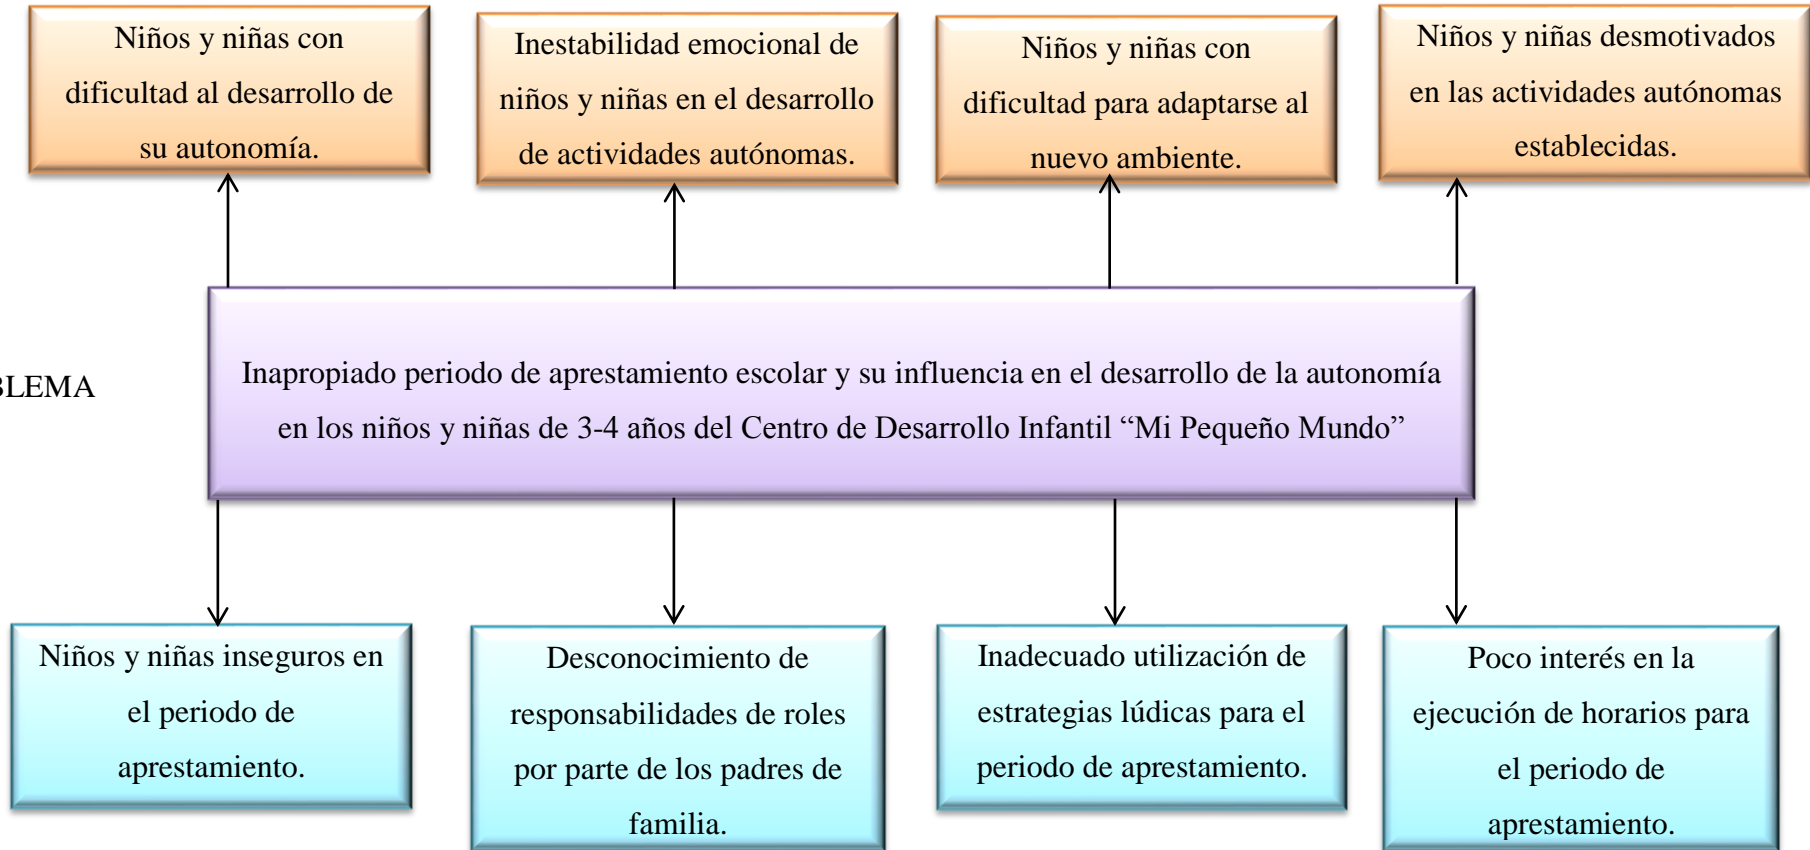 Niños y niñas con
dificultad al desarrollo de
su autonomía.
Inestabilidad emocional de
niños y niñas en el desarrollo
de actividades autónomas.
Niños y niñas con
dificultad para adaptarse al
nuevo ambiente.
Niños y niñas desmotivados
en las actividades autónomas
establecidas.
BLEMA
Inapropiado periodo de aprestamiento escolar y su influencia en el desarrollo de la autonomía
en los niños y niñas de 3-4 años del Centro de Desarrollo Infantil “Mi Pequeño Mundo”
Niños y niñas inseguros en
el periodo de
aprestamiento.
Desconocimiento de
responsabilidades de roles
por parte de los padres de
familia.
Inadecuado utilización de
estrategias lúdicas para el
periodo de aprestamiento.
Poco interés en la
ejecución de horarios para
el periodo de
aprestamiento.